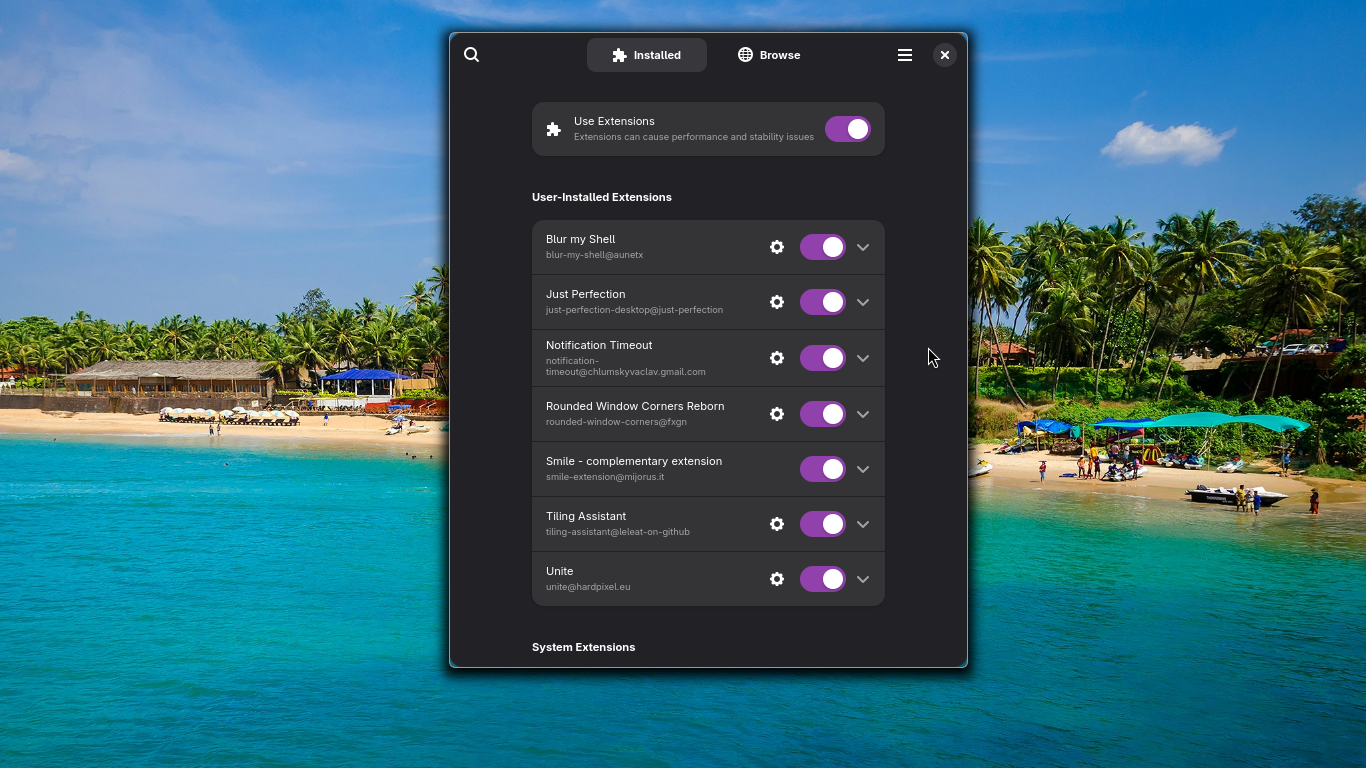 Installed
Browse
Use Extensions
Extensions can cause performance and stability issues
User-Installed Extensions
Blur my Shell
blur-my-shell@aunetx
Just Perfection
just-perfection-desktop@just-perfection
Notification Timeout
notification-
timeout@chlumskyvaclav.gmail.com
Rounded Window Corners Reborn
rounded-window-corners@fxgn
Smile - complementary extension
smile-extension@mijorus.it
Tiling Assistant
tiling-assistant@leleat-on-github
Unite
unite@hardpixel.eu
System Extensions